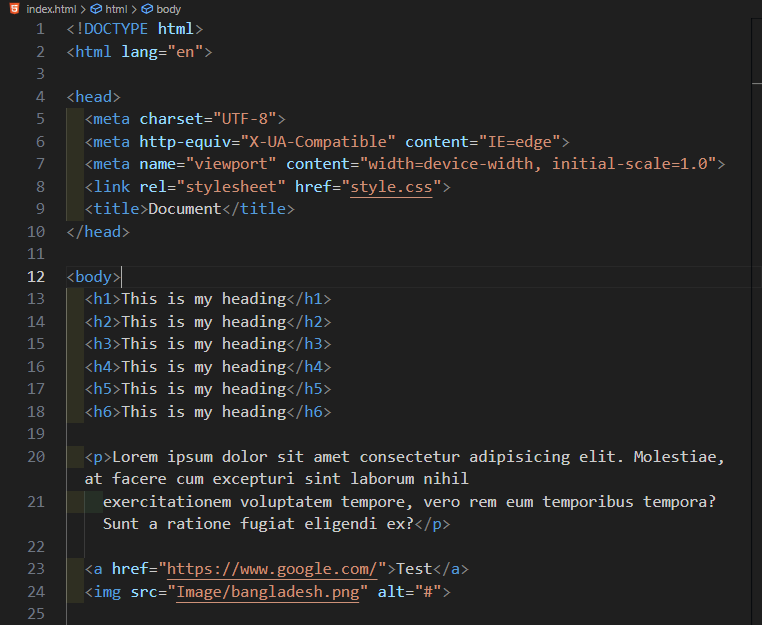 index.html > html > body
1 <!DOCTYPE html>
2 <html lang="en">
3
4 <head>
5 <meta charset="UTF-8">
6 <meta http-equiv="X-UA-Compatible" content="IE=edge">
7 <meta name="viewport" content="width=device-width, initial-scale=1.0">
8 <link rel="stylesheet" href="style.css">
9 <title>Document</title>
10 </head>
11
12 <body>
13 <h1>This is my heading</h1>
14 <h2>This is my heading</h2>
15 <h3>This is my heading</h3>
16 <h4>This is my heading</h4>
17 <h5>This is my heading</h5>
18 <h6>This is my heading</h6>
19
20 <p>Lorem ipsum dolor sit amet consectetur adipisicing elit. Molestiae,
at facere cum excepturi sint laborum nihil
21 exercitationem voluptatem tempore, vero rem eum temporibus tempora?
Sunt a ratione fugiat eligendi ex?</p>
22
23 <a href="https://www.google.com/">Test</a>
24 <img src="Image/bangladesh.png" alt="#">
25